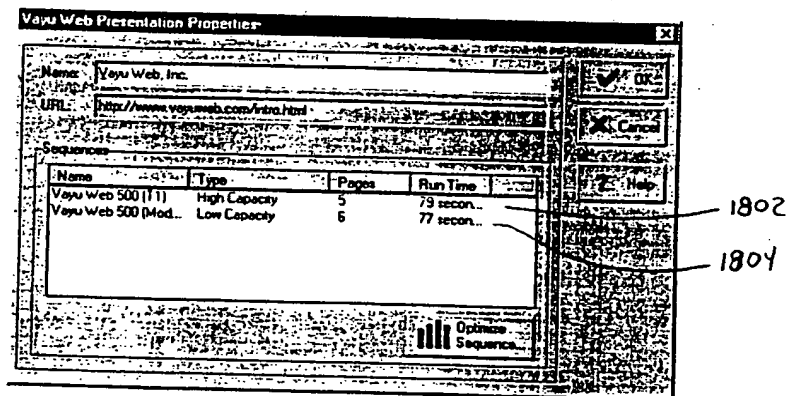 Vayu Web Presentation Properties
Name: Vayu Web, Inc.
OK
URL: http://www.vayuweb.com/intro.html
Cancel
Sequences
Help
Name Type Pages Run Time
Vayu Web 500 (T1) High Capacity 5 79 secon...
1802
Vayu Web 500 (Mod... Low Capacity 6 77 secon...
1804
Optimize
Sequence...